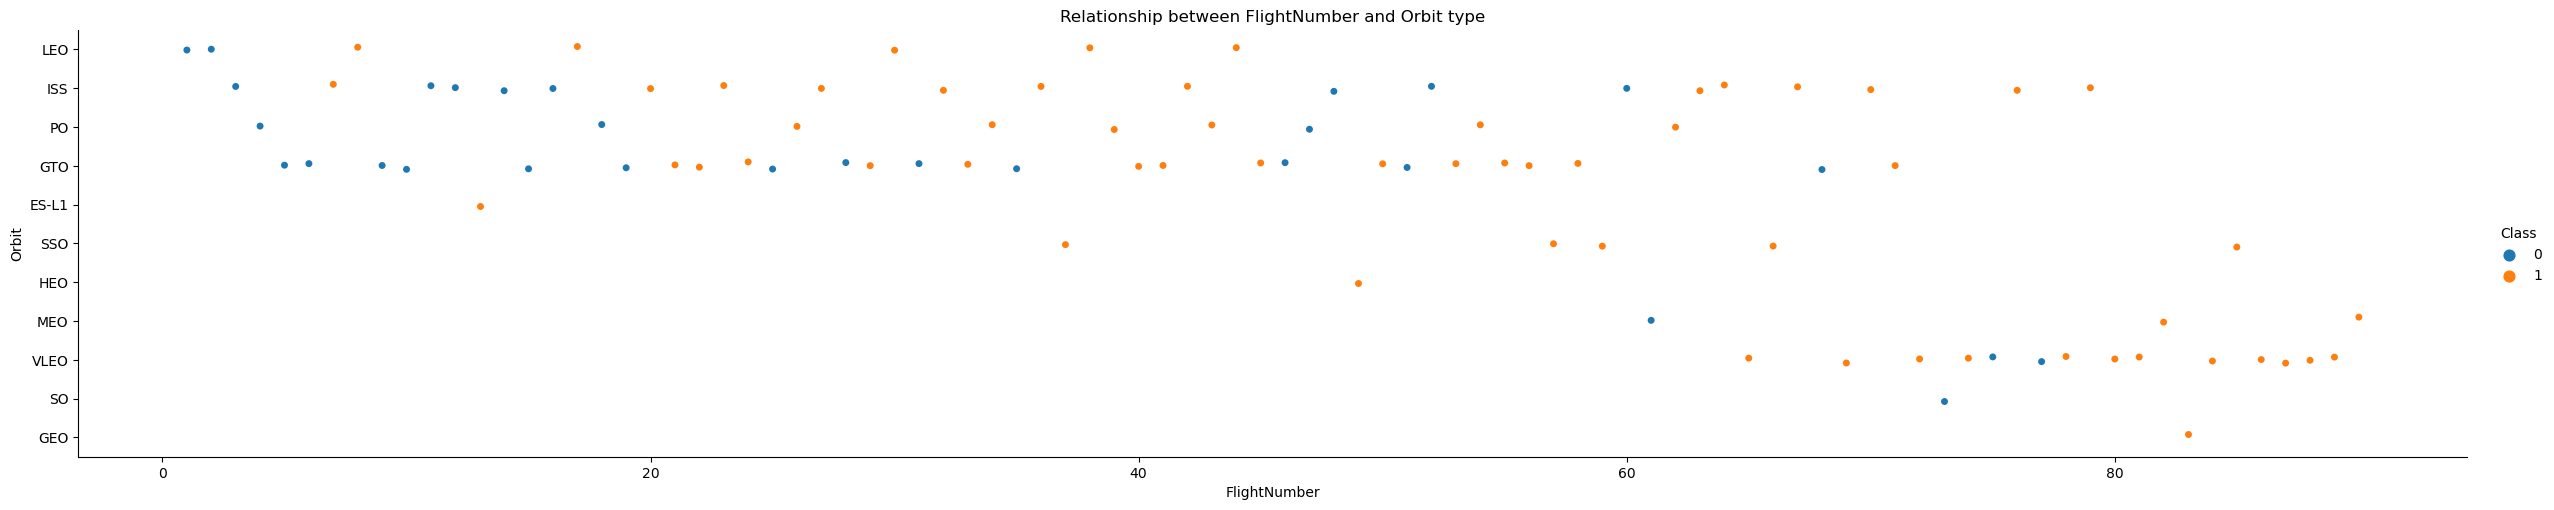 Relationship between FlightNumber and Orbit type
LEO
ISS
PO
GTO
ES-L1
SSO
HEO
MEO
VLEO
SO
GEO
Orbit
0
20
40
60
80
FlightNumber
Class
0
1